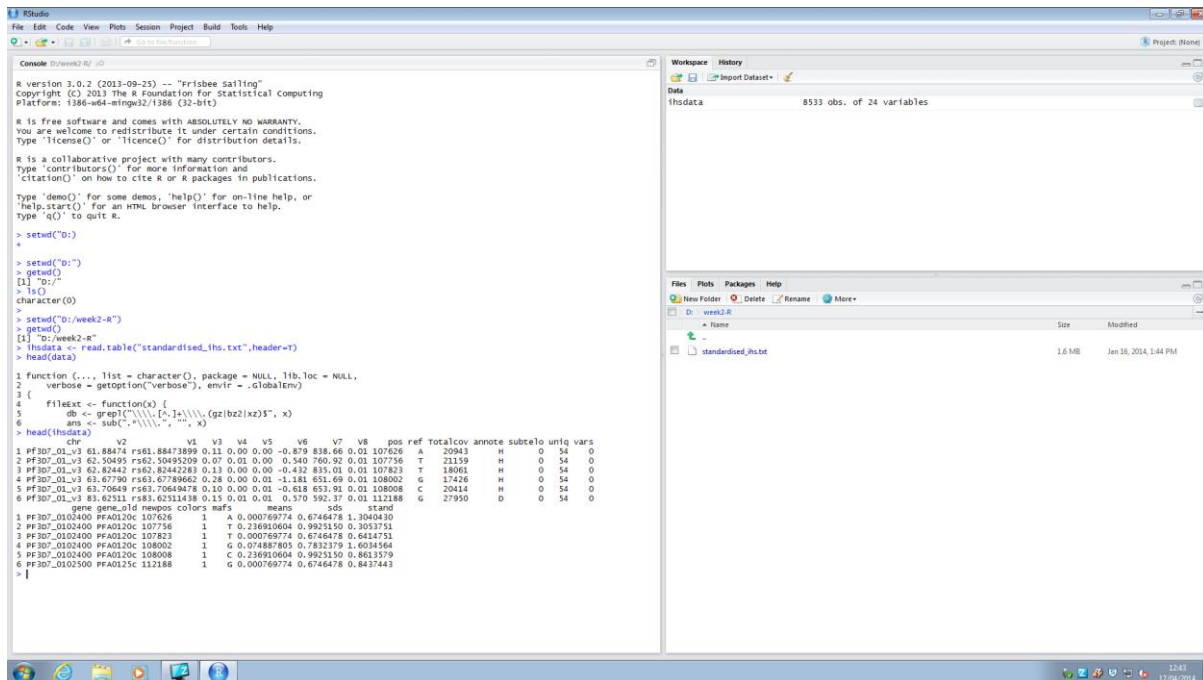 RStudio
File Edit Code View Plots Session Project Build Tools Help
Go to file/function
Project: (None)
Console D:/week2-R/
R version 3.0.2 (2013-09-25) -- "Frisbee Sailing"
Copyright (C) 2013 The R Foundation for Statistical Computing
Platform: i386-w64-mingw32/i386 (32-bit)
R is free software and comes with ABSOLUTELY NO WARRANTY.
You are welcome to redistribute it under certain conditions.
Type 'license()' or 'licence()' for distribution details.
R is a collaborative project with many contributors.
Type 'contributors()' for more information and
'citation()' on how to cite R or R packages in publications.
Type 'demo()' for some demos, 'help()' for on-line help, or
'help.start()' for an HTML browser interface to help.
Type 'q()' to quit R.
> setwd("D:)
+
> setwd("D:")
> getwd()
[1] "D:/"
> ls()
character(0)
>
> setwd("D:/week2-R")
> getwd()
[1] "D:/week2-R"
> ihsdata <- read.table("standardised_ihs.txt",header=T)
> head(data)
1 function (..., list = character(), package = NULL, lib.loc = NULL,
2 verbose = getOption("verbose"), envir = .GlobalEnv)
3 {
4 fileExt <- function(x) {
5 db <- grepl("\\\\.[^.]+\\\\.(gz|bz2|xz)$", x)
6 ans <- sub(".*\\\\.", "", x)
> head(ihsdata)
chr v2 v1 v3 v4 v5 v6 v7 v8 pos ref Totalcov annote subtelo uniq vars
1 Pf3D7_01_v3 61.88474 rs61.88473899 0.11 0.00 0.00 -0.879 838.66 0.01 107626 A 20943 H 0 54 0
2 Pf3D7_01_v3 62.50495 rs62.50495209 0.07 0.01 0.00 0.540 760.92 0.01 107756 T 21159 H 0 54 0
3 Pf3D7_01_v3 62.82442 rs62.82442283 0.13 0.00 0.00 -0.432 835.01 0.01 107823 T 18061 H 0 54 0
4 Pf3D7_01_v3 63.67790 rs63.67789662 0.28 0.00 0.01 -1.181 651.69 0.01 108002 G 17426 H 0 54 0
5 Pf3D7_01_v3 63.70649 rs63.70649478 0.10 0.00 0.01 -0.618 653.91 0.01 108008 C 20414 H 0 54 0
6 Pf3D7_01_v3 83.62511 rs83.62511438 0.15 0.01 0.01 0.570 592.37 0.01 112188 G 27950 D 0 54 0
gene gene_old newpos colors mafs means sds stand
1 PF3D7_0102400 PFA0120c 107626 1 A 0.000769774 0.6746478 1.3040430
2 PF3D7_0102400 PFA0120c 107756 1 T 0.236910604 0.9925150 0.3053751
3 PF3D7_0102400 PFA0120c 107823 1 T 0.000769774 0.6746478 0.6414751
4 PF3D7_0102400 PFA0120c 108002 1 G 0.074887805 0.7832379 1.6034564
5 PF3D7_0102400 PFA0120c 108008 1 C 0.236910604 0.9925150 0.8613579
6 PF3D7_0102500 PFA0125c 112188 1 G 0.000769774 0.6746478 0.8437443
>
Workspace History
Import Dataset
Data
ihsdata 8533 obs. of 24 variables
Files Plots Packages Help
New Folder Delete Rename More
D: week2-R
Name Size Modified
..
standardised_ihs.txt 1.6 MB Jan 16, 2014, 1:44 PM
12:43
12/04/2014